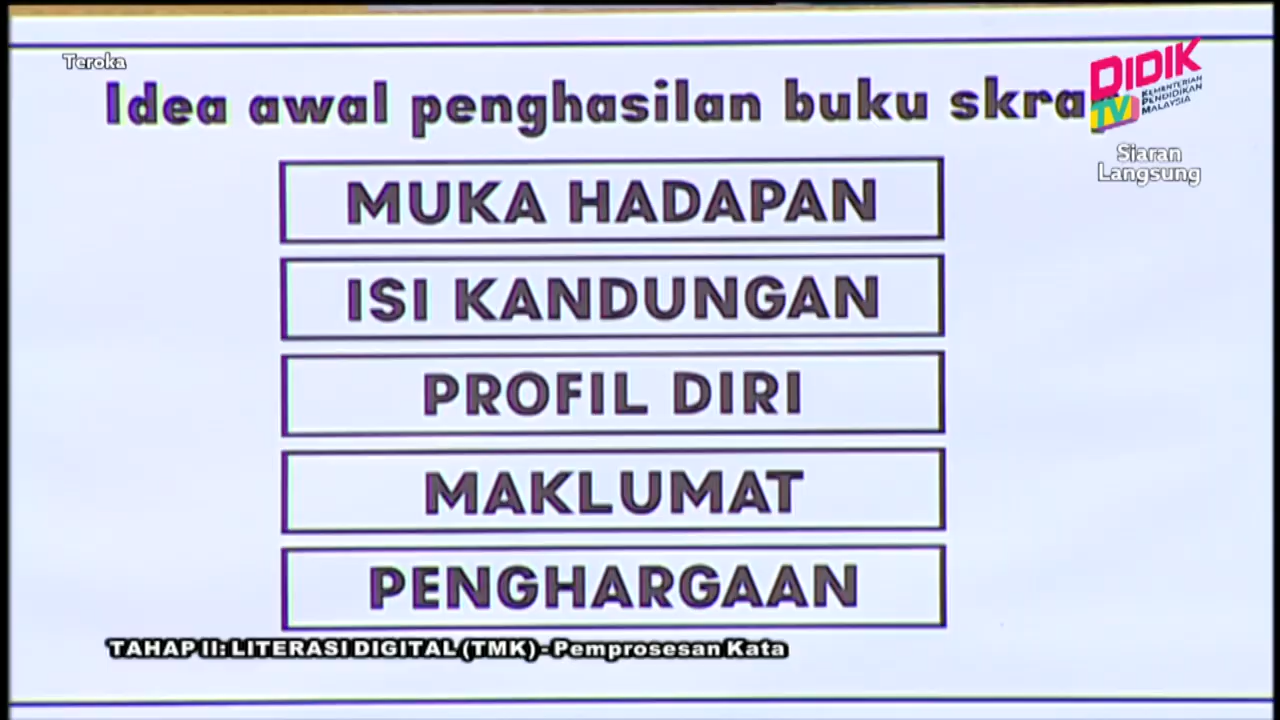 Teroka
Idea awal penghasilan buku skra
DIDIK
TV
KEMENTERIAN
PENDIDIKAN
MALAYSIA
Siaran
Langsung
MUKA HADAPAN
ISI KANDUNGAN
PROFIL DIRI
MAKLUMAT
PENGHARGAAN
TAHAP II: LITERASI DIGITAL (TMK) - Pemprosesan Kata